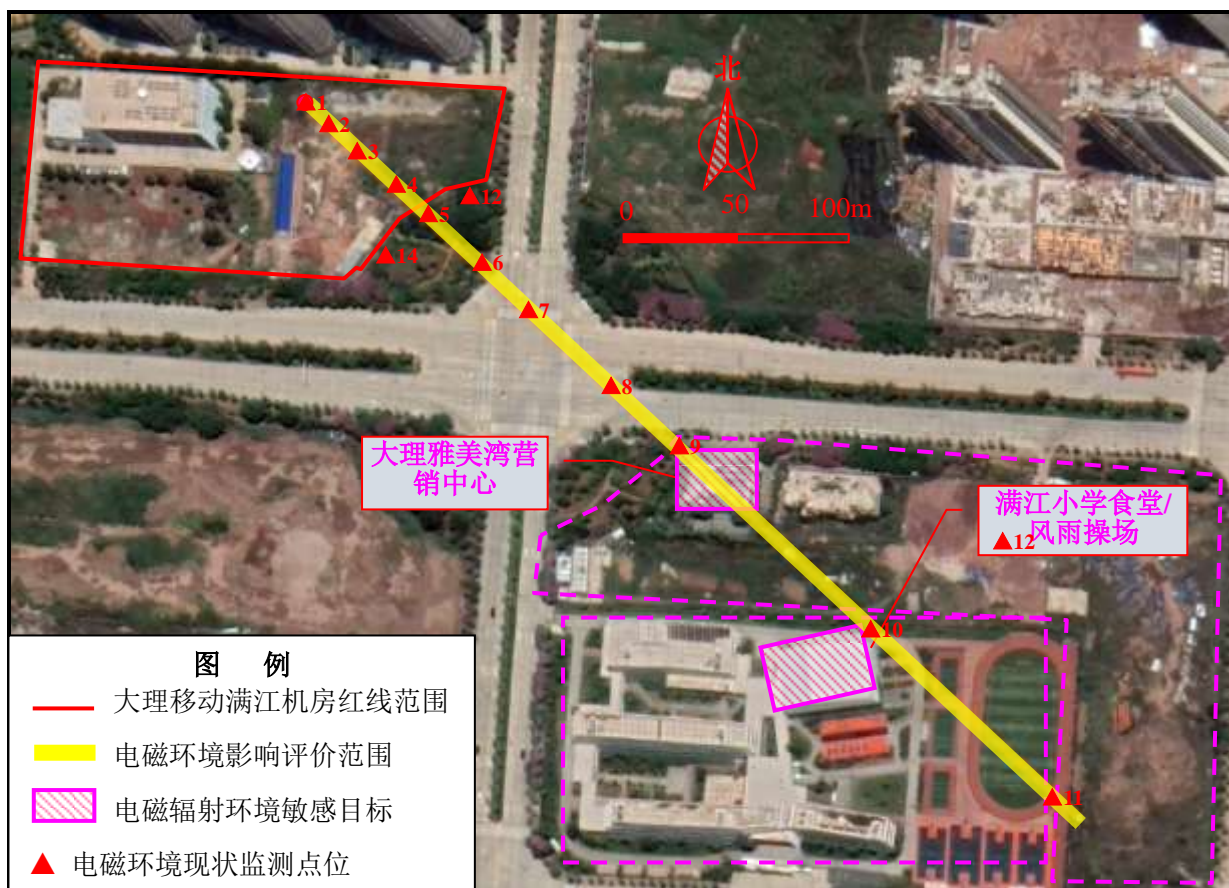 北
1
2
3
4
12
5
0
50
100m
14
6
7
8
9
大理雅美湾营
销中心
满江小学食堂/
风雨操场
12
10
11
图 例
大理移动满江机房红线范围
电磁环境影响评价范围
电磁辐射环境敏感目标
电磁环境现状监测点位